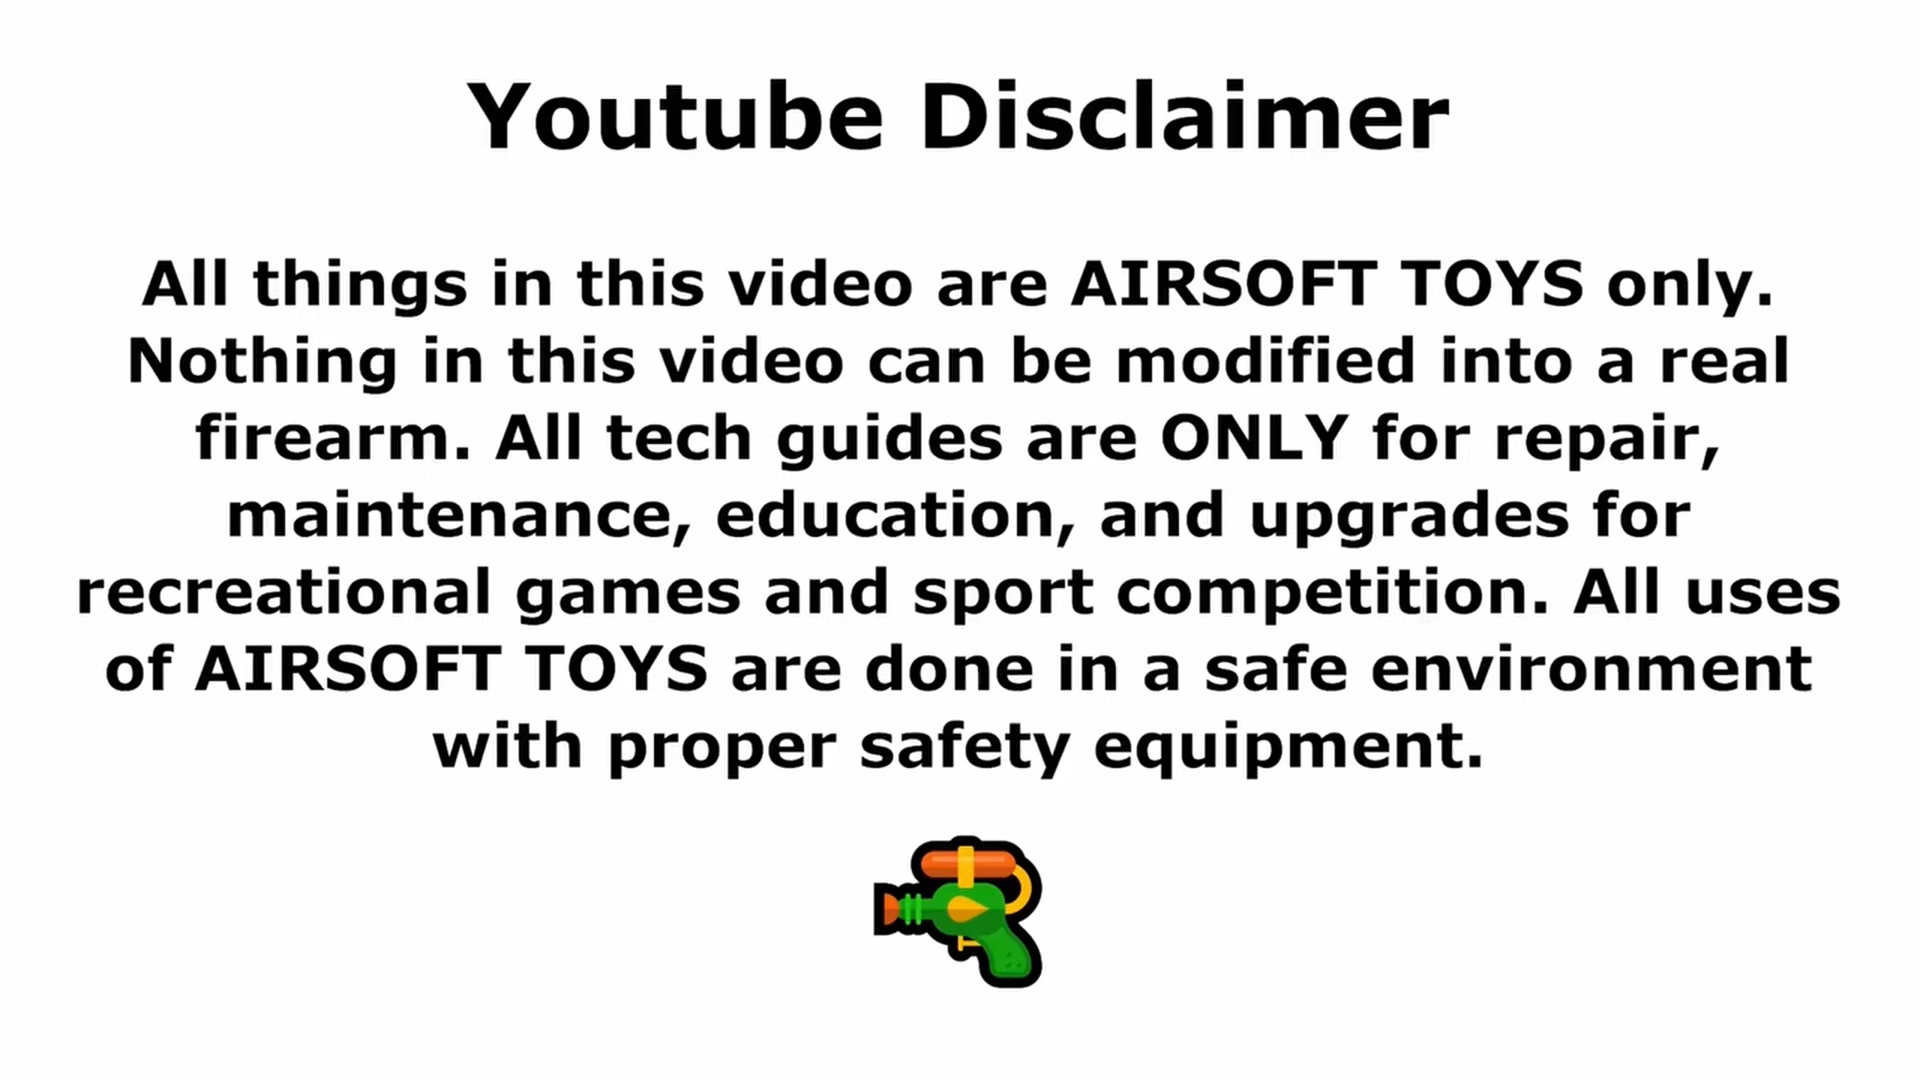 Youtube Disclaimer
All things in this video are AIRSOFT TOYS only.
Nothing in this video can be modified into a real
firearm. All tech guides are ONLY for repair,
maintenance, education, and upgrades for
recreational games and sport competition. All uses
of AIRSOFT TOYS are done in a safe environment
with proper safety equipment.